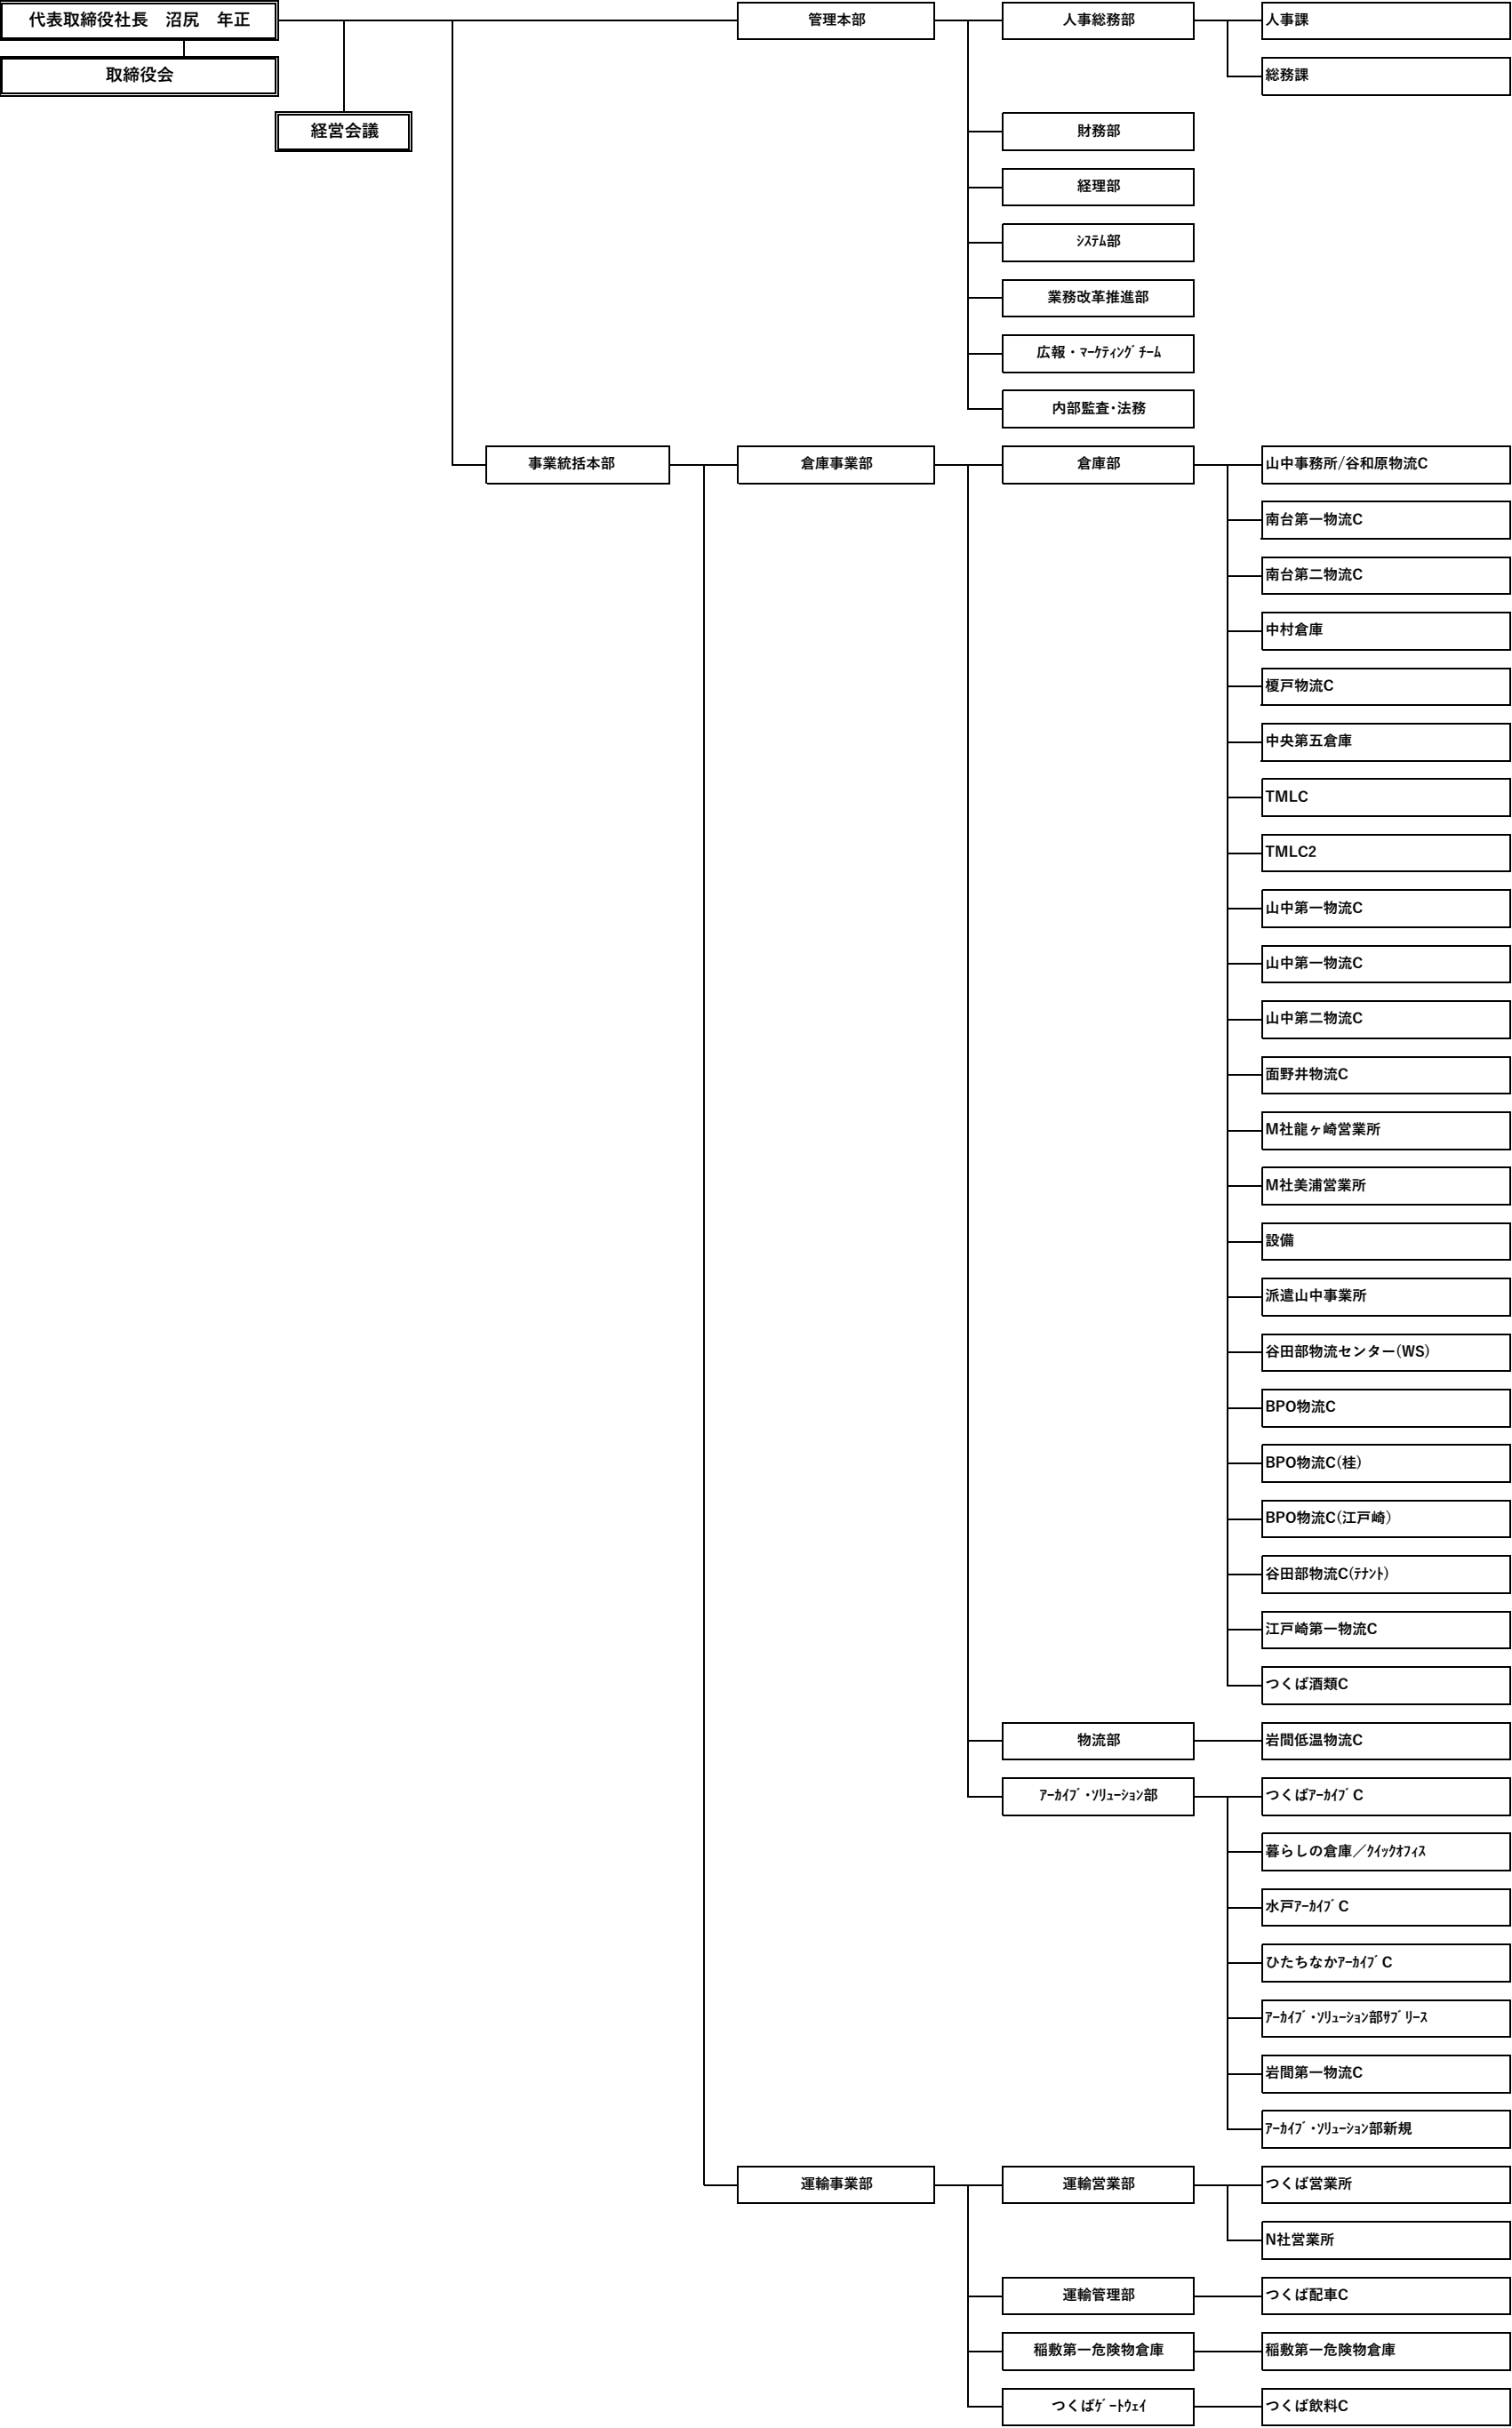 代表取締役社長　沼尻　年正
管理本部
人事総務部
人事課
取締役会
総務課
経営会議
財務部
経理部
ｼｽﾃﾑ部
業務改革推進部
広報・ﾏｰｹﾃｨﾝｸﾞﾁｰﾑ
内部監査･法務
事業統括本部
倉庫事業部
倉庫部
山中事務所/谷和原物流C
南台第一物流C
南台第二物流C
中村倉庫
榎戸物流C
中央第五倉庫
TMLC
TMLC2
山中第一物流C
山中第一物流C
山中第二物流C
面野井物流C
M社龍ヶ崎営業所
M社美浦営業所
設備
派遣山中事業所
谷田部物流センター(WS)
BPO物流C
BPO物流C(桂)
BPO物流C(江戸崎)
谷田部物流C(ﾃﾅﾝﾄ)
江戸崎第一物流C
つくば酒類C
物流部
岩間低温物流C
ｱｰｶｲﾌﾞ･ｿﾘｭｰｼｮﾝ部
つくばｱｰｶｲﾌﾞC
暮らしの倉庫／ｸｲｯｸｵﾌｨｽ
水戸ｱｰｶｲﾌﾞC
ひたちなかｱｰｶｲﾌﾞC
ｱｰｶｲﾌﾞ･ｿﾘｭｰｼｮﾝ部ｻﾌﾞﾘｰｽ
岩間第一物流C
ｱｰｶｲﾌﾞ･ｿﾘｭｰｼｮﾝ部新規
運輸事業部
運輸営業部
つくば営業所
N社営業所
運輸管理部
つくば配車C
稲敷第一危険物倉庫
稲敷第一危険物倉庫
つくばｹﾞｰﾄｳｪｲ
つくば飲料C